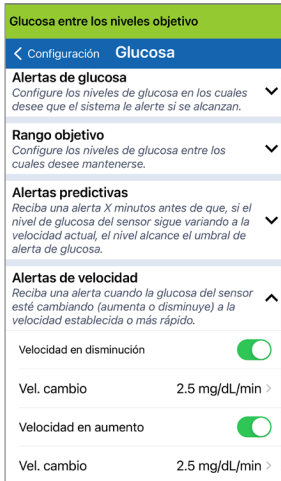 Glucosa entre los niveles objetivo
Configuración Glucosa
Alertas de glucosa
Configure los niveles de glucosa en los cuales
desee que el sistema le alerte si se alcanzan.
Rango objetivo
Configure los niveles de glucosa entre los
cuales desee mantenerse.
Alertas predictivas
Reciba una alerta X minutos antes de que, si el
nivel de glucosa del sensor sigue variando a la
velocidad actual, el nivel alcance el umbral de
alerta de glucosa.
Alertas de velocidad
Reciba una alerta cuando la glucosa del sensor
esté cambiando (aumenta o disminuye) a la
velocidad establecida o más rápido.
Velocidad en disminución
Vel. cambio 2.5 mg/dL/min
Velocidad en aumento
Vel. cambio 2.5 mg/dL/min